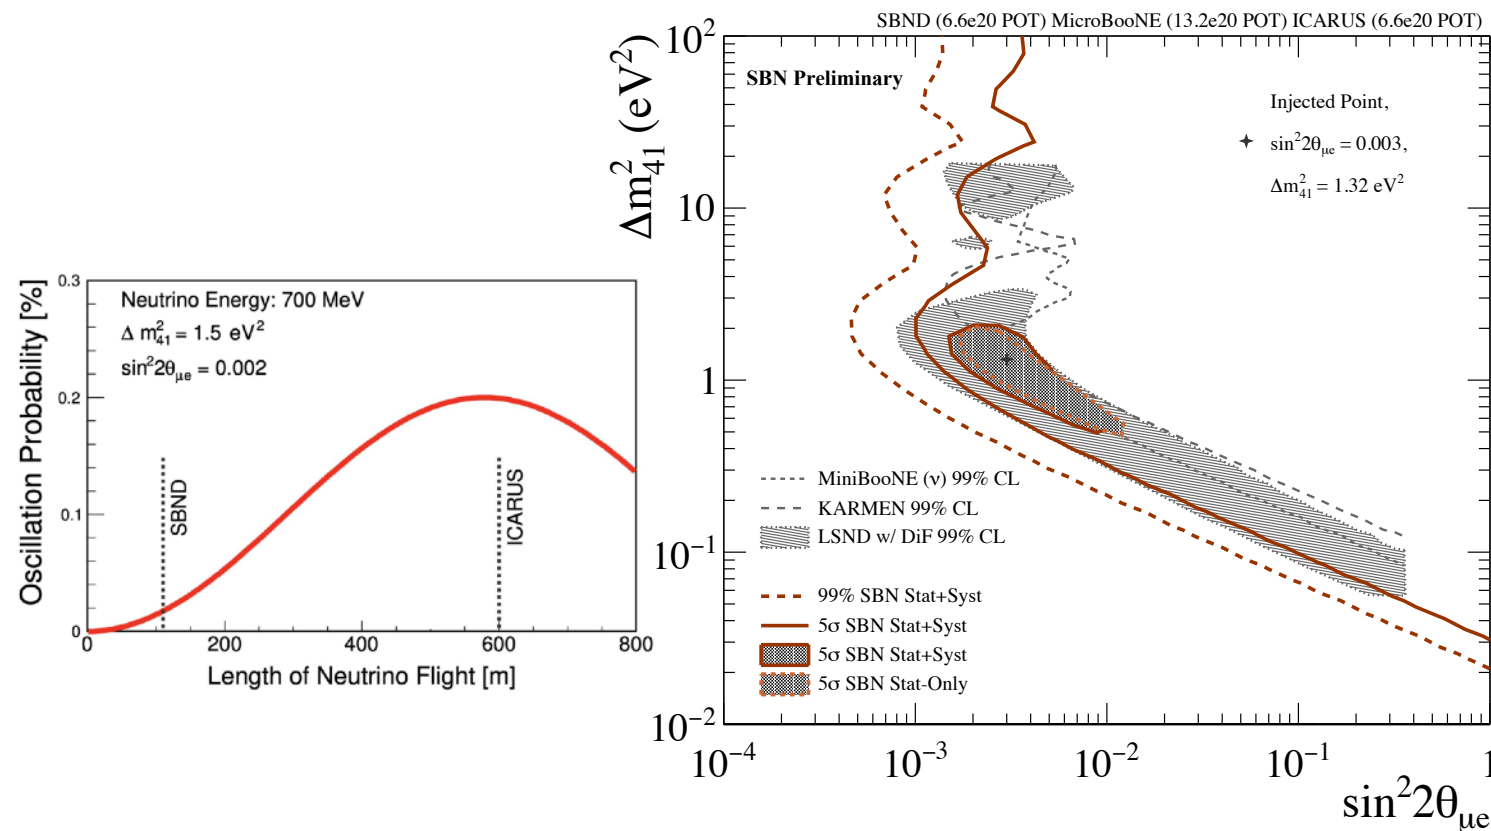 Oscillation Probability [%]
0.3
0.2
0.1
0
Neutrino Energy: 700 MeV
Δ m²₄₁ = 1.5 eV²
sin²2θμe = 0.002
SBND
ICARUS
0 200 400 600 800
Length of Neutrino Flight [m]
SBND (6.6e20 POT) MicroBooNE (13.2e20 POT) ICARUS (6.6e20 POT)
Δm²₄₁ (eV²)
10²
10
1
10⁻¹
10⁻²
SBN Preliminary
Injected Point,
sin²2θμe = 0.003,
Δm²₄₁ = 1.32 eV²
MiniBooNE (ν) 99% CL
KARMEN 99% CL
LSND w/ DiF 99% CL
99% SBN Stat+Syst
5σ SBN Stat+Syst
5σ SBN Stat+Syst
5σ SBN Stat-Only
10⁻⁴ 10⁻³ 10⁻² 10⁻¹ 1
sin²2θμe